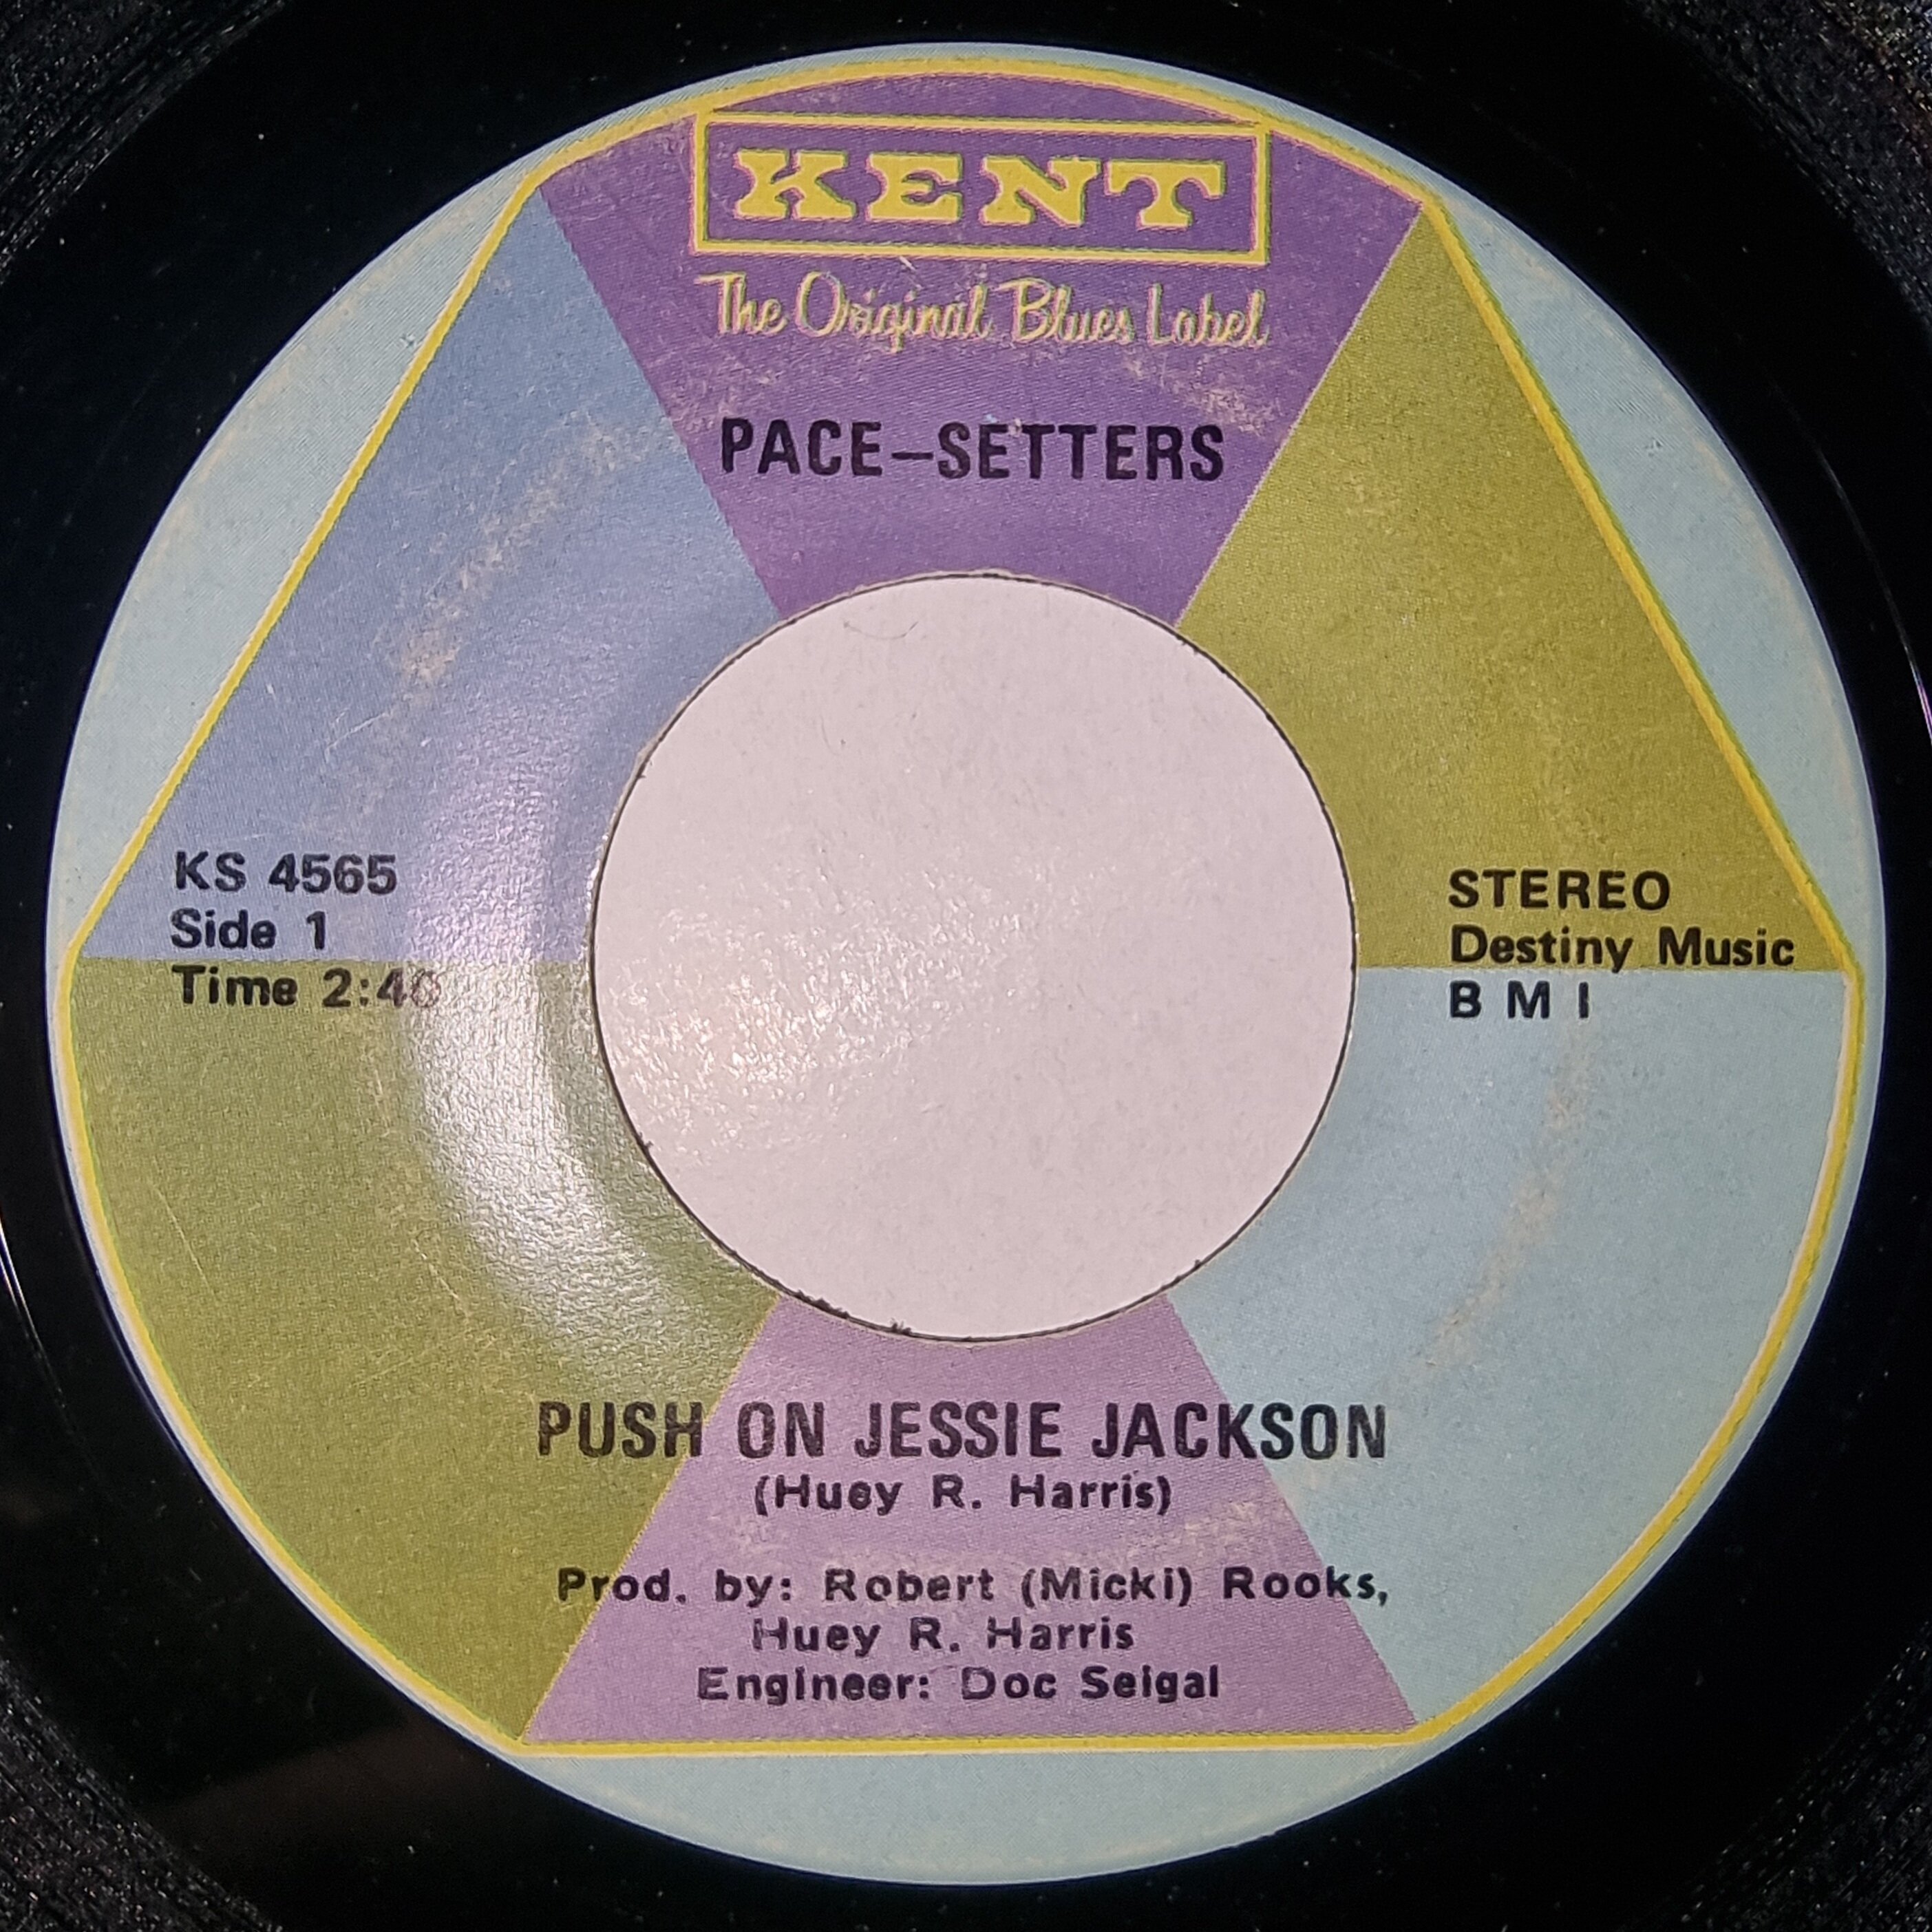 KENT
The Original Blues Label
PACE-SETTERS
KS 4565
Side 1
Time
STEREO
Destiny Music
B M I
PUSH ON JESSIE JACKSON
(Huey R. Harris)
Prod. by: Robert (Micki) Rooks,
Huey R. Harris
Engineer: Doc Seigal